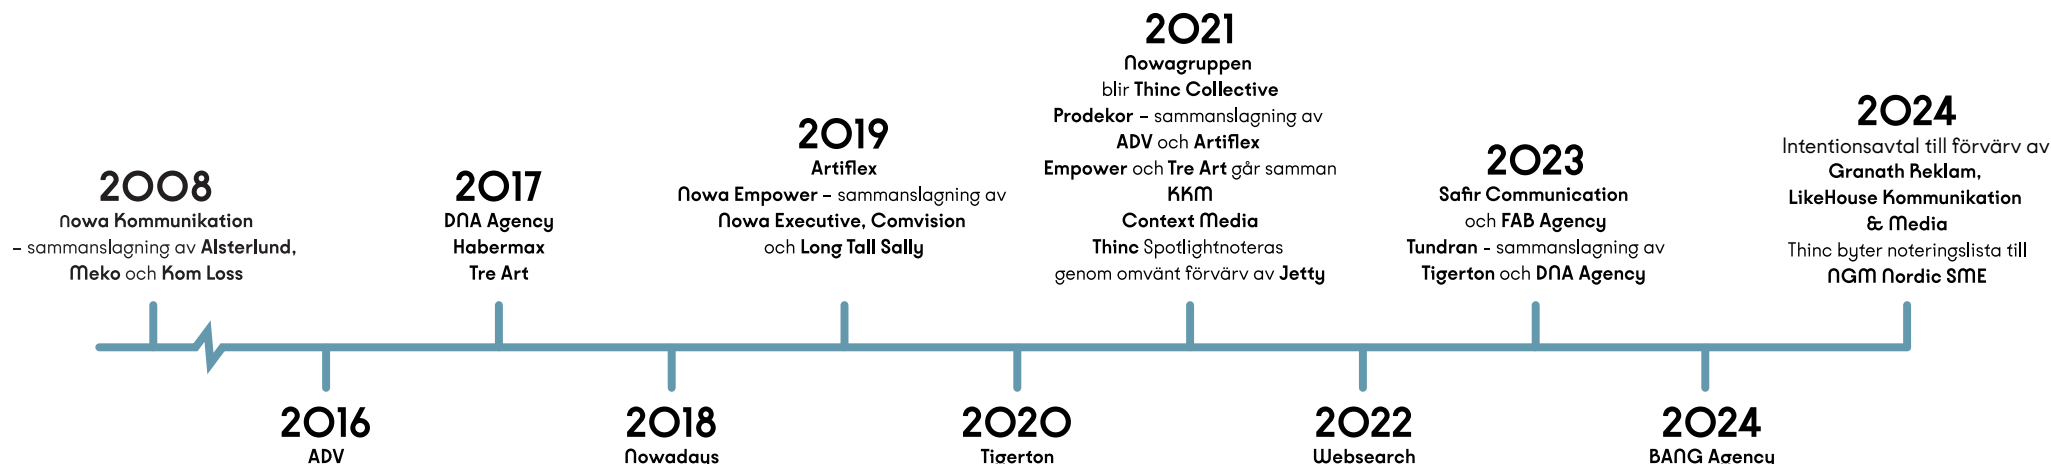 2008
Nowa Kommunikation
– sammanslagning av Alsterlund,
Meko och Kom Loss
2016
ADV
2017
DNA Agency
Habermax
Tre Art
2018
Nowadays
2019
Artiflex
Nowa Empower – sammanslagning av
Nowa Executive, Comvision
och Long Tall Sally
2020
Tigerton
2021
Nowagruppen
blir Thinc Collective
Prodekor – sammanslagning av
ADV och Artiflex
Empower och Tre Art går samman
KKM
Context Media
Thinc Spotlightnoteras
genom omvänt förvärv av Jetty
2022
Websearch
2023
Safir Communication
och FAB Agency
Tundran - sammanslagning av
Tigerton och DNA Agency
2024
BANG Agency
2024
Intentionsavtal till förvärv av
Granath Reklam,
LikeHouse Kommunikation
& Media
Thinc byter noteringslista till
NGM Nordic SME